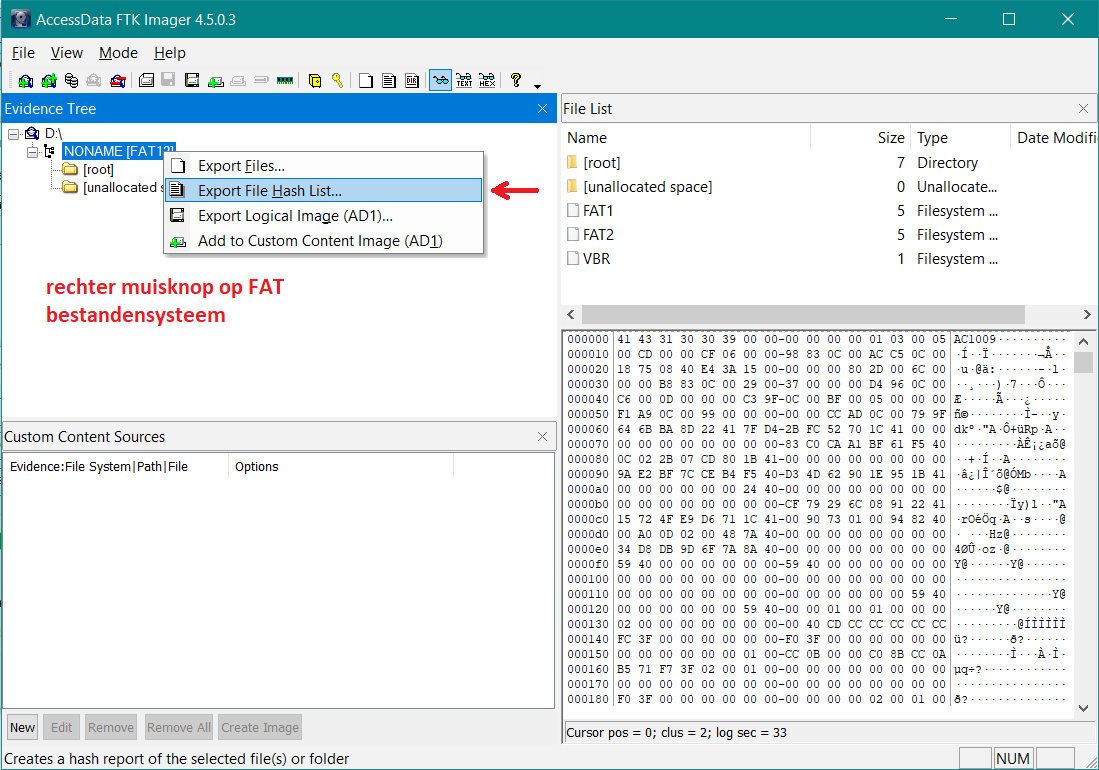 AccessData FTK Imager 4.5.0.3
File View Mode Help
Evidence Tree
D:\
NONAME [FAT12]
[root]
[unallocated s
Export Files...
Export File Hash List...
Export Logical Image (AD1)...
Add to Custom Content Image (AD1)
rechter muisknop op FAT
bestandensysteem
Custom Content Sources
Evidence:File System|Path|File Options
New Edit Remove Remove All Create Image
Creates a hash report of the selected file(s) or folder
File List
Name Size Type Date Modifi
[root] 7 Directory
[unallocated space] 0 Unallocate...
FAT1 5 Filesystem ...
FAT2 5 Filesystem ...
VBR 1 Filesystem ...
000000 41 43 31 30 30 39 00 00-00 00 00 00 01 03 00 05 AC1009··········
000010 00 CD 00 00 CF 06 00 00-98 83 0C 00 AC C5 0C 00 ·Í··Ï·······¬Å··
000020 18 75 08 40 E4 3A 15 00-00 00 00 80 2D 00 6C 00 ·u·@ä:······-·l·
000030 00 00 B8 83 0C 00 29 00-37 00 00 00 D4 96 0C 00 ··¸···)·7···Ô···
000040 C6 00 0D 00 00 00 C3 9F-0C 00 BF 00 05 00 00 00 Æ·····Ã···¿·····
000050 F1 A9 0C 00 99 00 00 00-00 00 CC AD 0C 00 79 9F ñ©········Ì-··y·
000060 64 6B BA 8D 22 41 7F D4-2B FC 52 70 1C 41 00 00 dkº·"A·Ô+üRp·A··
000070 00 00 00 00 00 00 00 00-83 C0 CA A1 BF 61 F5 40 ·········ÀÊ¡¿aõ@
000080 0C 02 2B 07 CD 80 1B 41-00 00 00 00 00 00 00 00 ··+·Í··A········
000090 9A E2 BF 7C CE B4 F5 40-D3 4D 62 90 1E 95 1B 41 ·â¿|Î´õ@ÓMb····A
0000a0 00 00 00 00 00 00 24 40-00 00 00 00 00 00 00 00 ······$@········
0000b0 00 00 00 00 00 00 00 00-CF 79 29 6C 08 91 22 41 ········Ïy)l··"A
0000c0 15 72 4F E9 D6 71 1C 41-00 90 73 01 00 94 82 40 ·rOéÖq·A··s····@
0000d0 00 A0 0D 02 00 48 7A 40-00 00 00 00 00 00 00 00 · ···Hz@········
0000e0 34 D8 DB 9D 6F 7A 8A 40-00 00 00 00 00 00 00 00 4ØÛ·oz·@········
0000f0 59 40 00 00 00 00 00 00-59 40 00 00 00 00 00 00 Y@······Y@······
000100 00 00 00 00 00 00 00 00-00 00 00 00 00 00 00 00 ················
000110 00 00 00 00 00 00 00 00-00 00 00 00 00 00 59 40 ··············Y@
000120 00 00 00 00 00 00 59 40-00 00 01 00 01 00 00 00 ······Y@········
000130 02 00 00 00 00 00 00 00-00 40 CD CC CC CC CC CC ·········@ÍÌÌÌÌÌ
000140 FC 3F 00 00 00 00 00 00-F0 3F 00 00 00 00 00 00 ü?······ð?······
000150 00 00 00 00 00 00 01 00-CC 0B 00 00 C0 8B CC 0A ········Ì···À·Ì·
000160 B5 71 F7 3F 02 00 01 00-00 00 00 00 00 00 00 00 µq÷?············
000170 00 00 00 00 00 00 00 00-00 00 00 00 00 00 00 00 ················
000180 F0 3F 00 00 00 00 00 00-00 00 00 00 02 00 01 00 ð?··············
Cursor pos = 0; clus = 2; log sec = 33
NUM